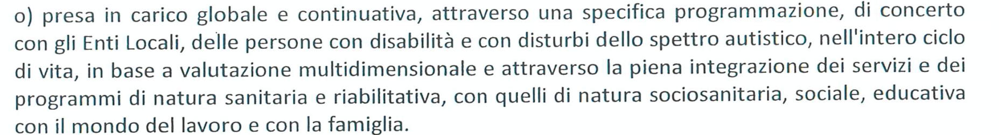 o) presa in carico globale e continuativa, attraverso una specifica programmazione, di concerto
con gli Enti Locali, delle persone con disabilità e con disturbi dello spettro autistico, nell'intero ciclo
di vita, in base a valutazione multidimensionale e attraverso la piena integrazione dei servizi e dei
programmi di natura sanitaria e riabilitativa, con quelli di natura sociosanitaria, sociale, educativa
con il mondo del lavoro e con la famiglia.